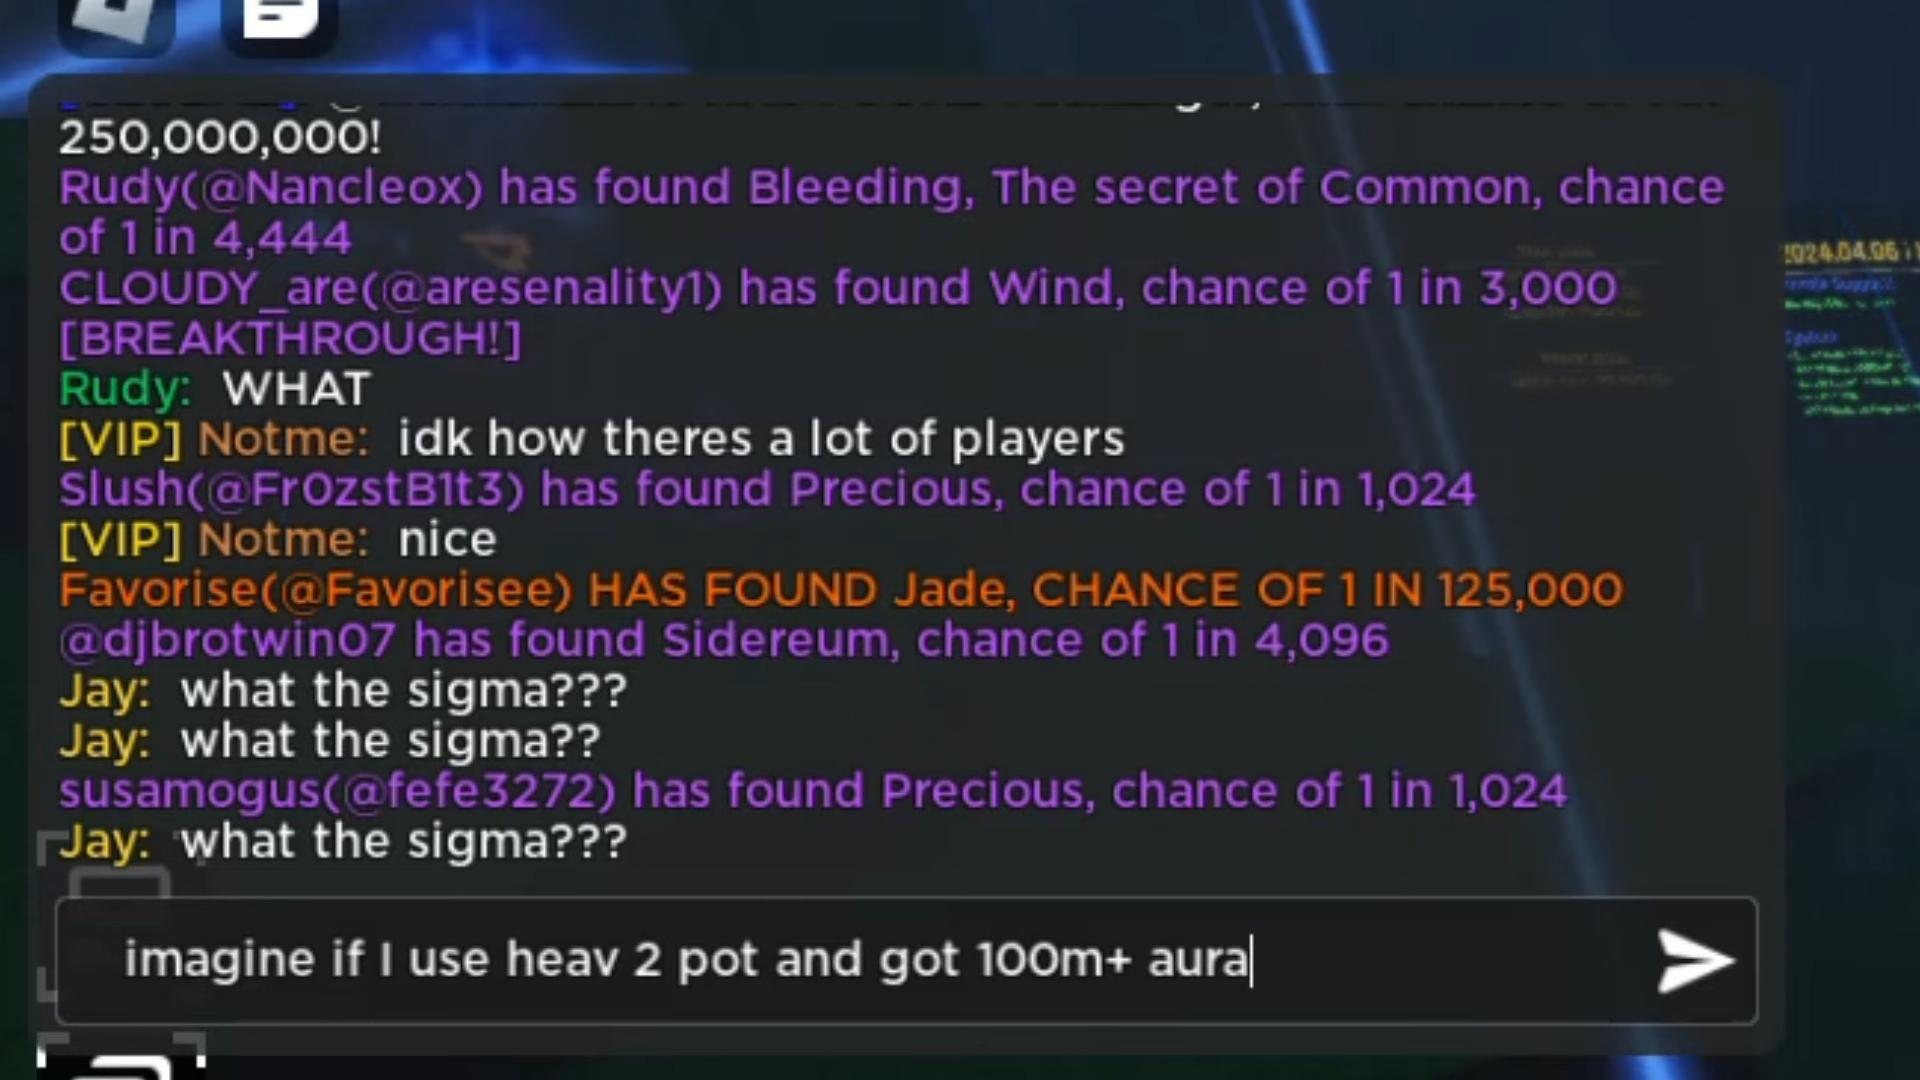 250,000,000!
Rudy(@Nancleox) has found Bleeding, The secret of Common, chance
of 1 in 4,444
CLOUDY_are(@aresenality1) has found Wind, chance of 1 in 3,000
[BREAKTHROUGH!]
Rudy: WHAT
[VIP] Notme: idk how theres a lot of players
Slush(@Fr0zstB1t3) has found Precious, chance of 1 in 1,024
[VIP] Notme: nice
Favorise(@Favorisee) HAS FOUND Jade, CHANCE OF 1 IN 125,000
@djbrotwin07 has found Sidereum, chance of 1 in 4,096
Jay: what the sigma???
Jay: what the sigma??
susamogus(@fefe3272) has found Precious, chance of 1 in 1,024
Jay: what the sigma???
imagine if I use heav 2 pot and got 100m+ aura
2024.04.06